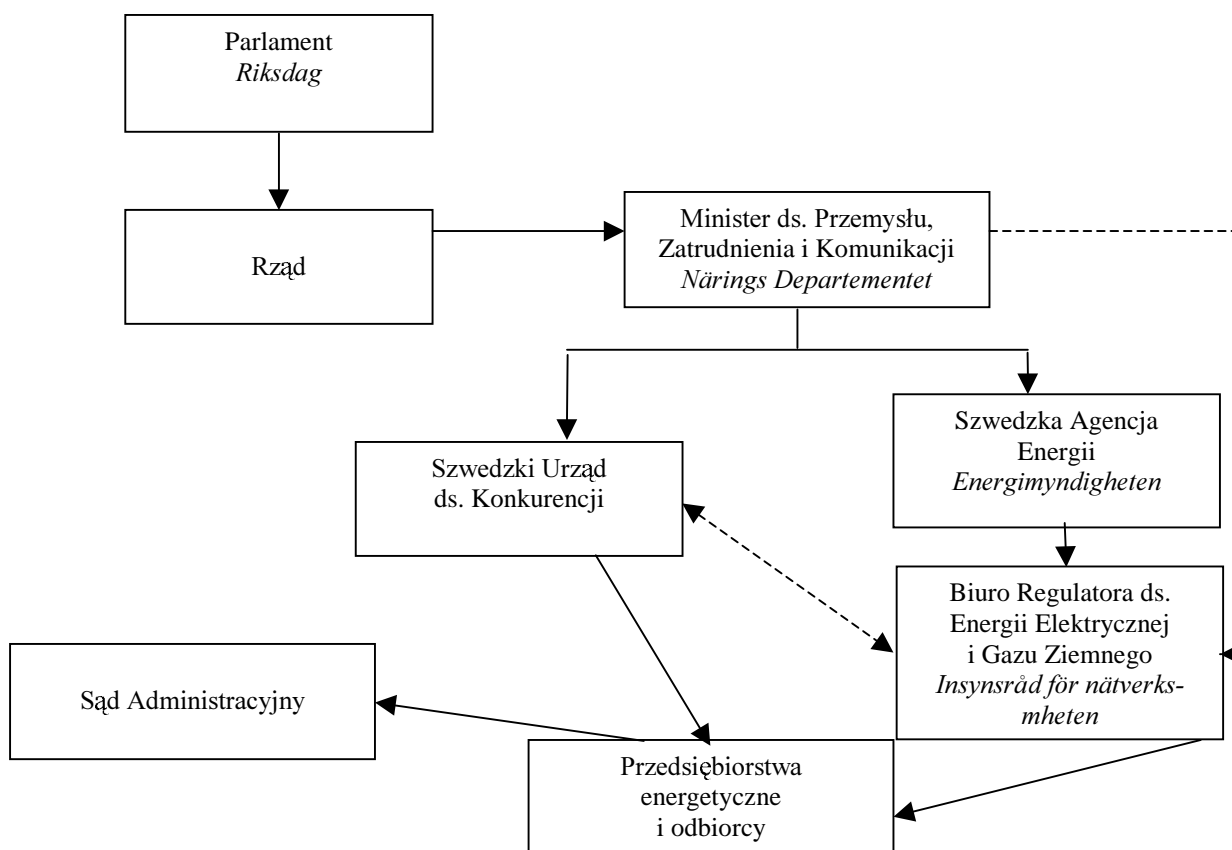 Parlament
Riksdag
Rząd
Minister ds. Przemysłu,
Zatrudnienia i Komunikacji
Närings Departementet
Szwedzki Urząd
ds. Konkurencji
Szwedzka Agencja
Energii
Energimyndigheten
Biuro Regulatora ds.
Energii Elektrycznej
i Gazu Ziemnego
Insynsråd för nätverks-
mheten
Sąd Administracyjny
Przedsiębiorstwa
energetyczne
i odbiorcy